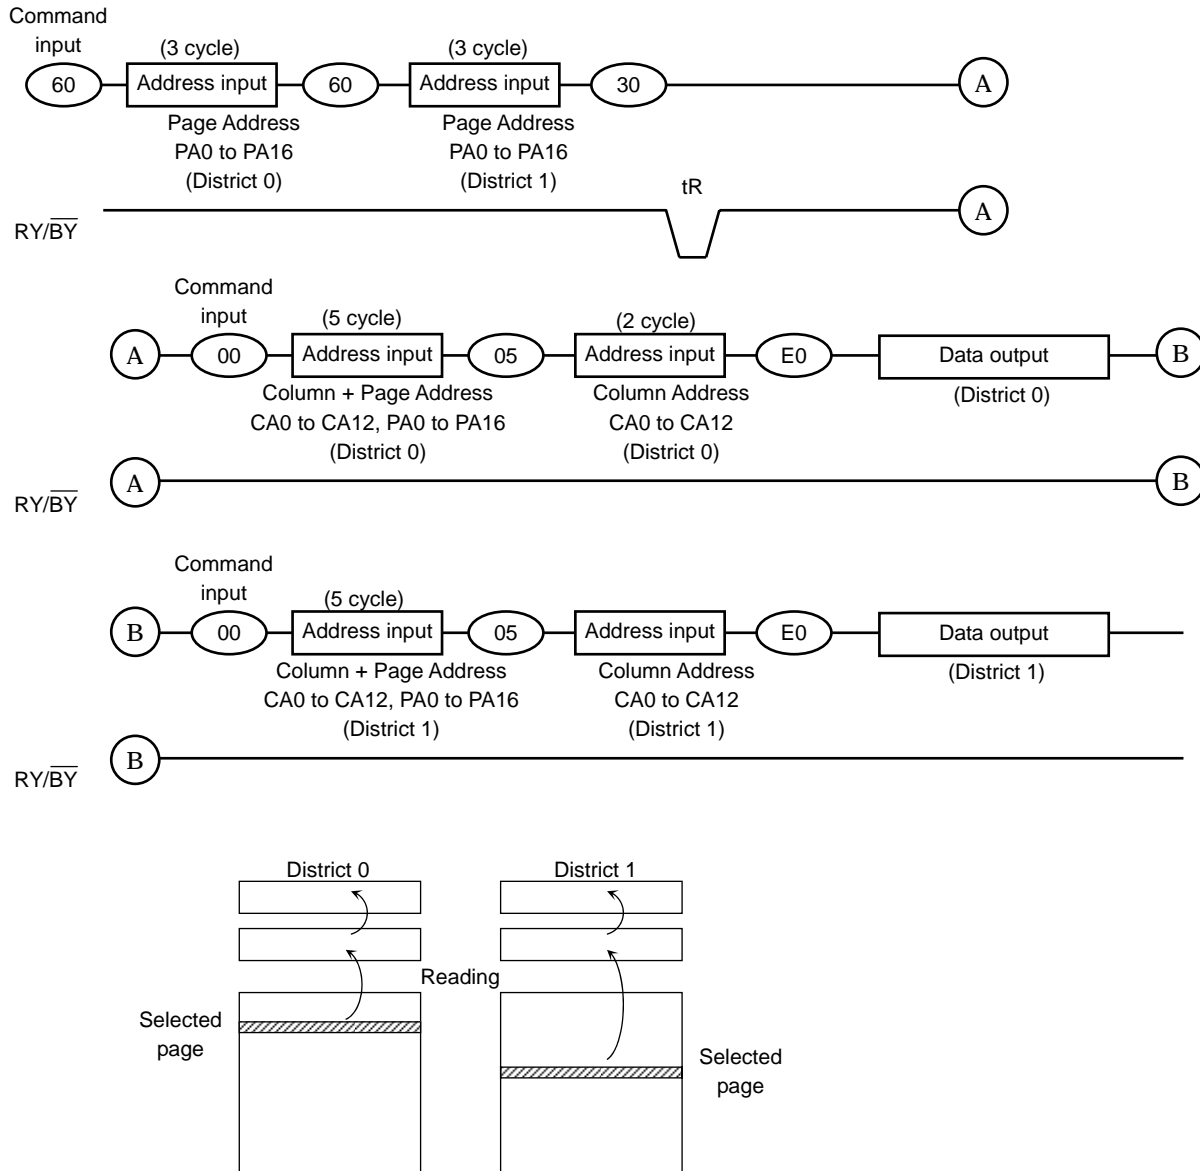 Command
input
(3 cycle) (3 cycle)
60 Address input 60 Address input 30 A
Page Address Page Address
PA0 to PA16 PA0 to PA16
(District 0) (District 1)
tR
RY/BY A
Command
input
(5 cycle) (2 cycle)
A 00 Address input 05 Address input E0 Data output B
Column + Page Address Column Address (District 0)
CA0 to CA12, PA0 to PA16 CA0 to CA12
(District 0) (District 0)
RY/BY A B
Command
input
(5 cycle)
B 00 Address input 05 Address input E0 Data output
Column + Page Address Column Address (District 1)
CA0 to CA12, PA0 to PA16 CA0 to CA12
(District 1) (District 1)
RY/BY B
District 0 District 1
Reading
Selected
page
Selected
page